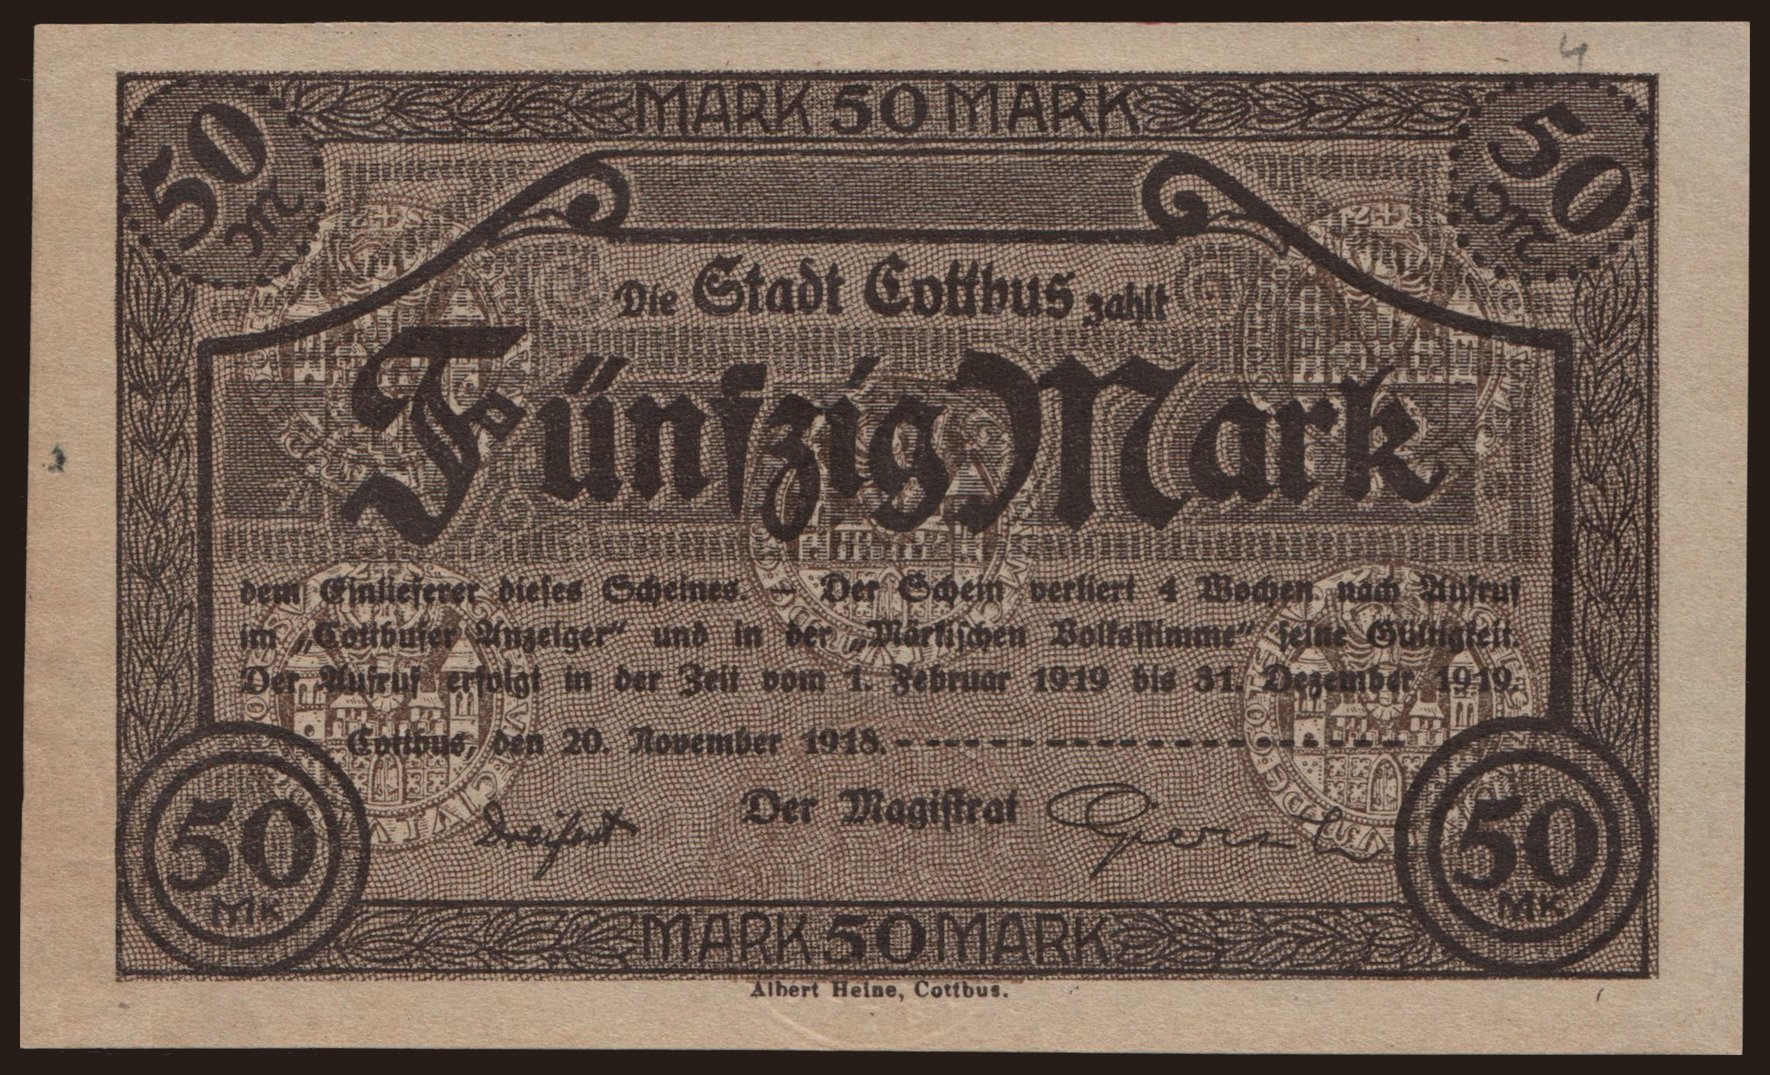 4
MARK 50 MARK
50 M
50 M
Die Stadt Cottbus zahlt
Fünfzig Mark
dem Einlieferer dieses Scheines. — Der Schein verliert 4 Wochen nach Aufruf
im „Cottbuser Anzeiger“ und in der „Märkischen Volksstimme“ seine Gültigkeit.
Der Aufruf erfolgt in der Zeit vom 1. Februar 1919 bis 31. Dezember 1919.
Cottbus, den 20. November 1918.
Der Magistrat
50 MK
50 MK
MARK 50 MARK
Albert Heine, Cottbus.